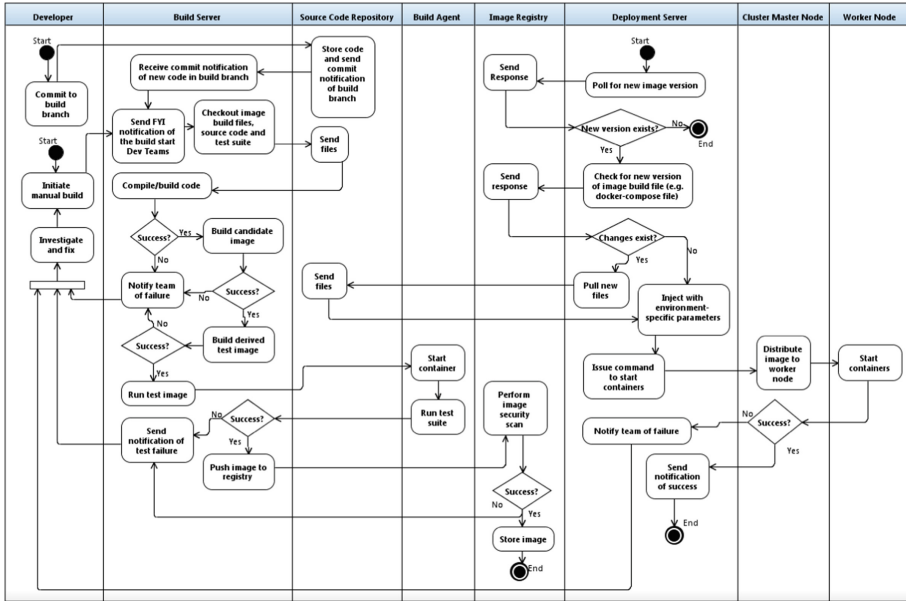 Developer
Build Server
Source Code Repository
Build Agent
Image Registry
Deployment Server
Cluster Master Node
Worker Node
Start
Commit to
build
branch
Start
Initiate
manual build
Investigate
and fix
Receive commit notification
of new code in build branch
Send FYI
notification of
the build start
Dev Teams
Checkout image
build files,
source code and
test suite
Compile/build code
Success?
Yes
No
Build candidate
image
Notify team
of failure
No
Success?
Yes
No
Success?
Build derived
test image
Yes
Run test image
No
Success?
Yes
Send
notification of
test failure
Push image to
registry
Store code
and send
commit
notification
of build
branch
Send
files
Send
files
Start
container
Run test
suite
Send
Response
Send
response
Perform
image
security
scan
Success?
No
Yes
Store image
End
Start
Poll for new image version
New version exists?
No
End
Yes
Check for new version
of image build file (e.g.
docker-compose file)
Changes exist?
Yes
No
Pull new
files
Inject with
environment-
specific parameters
Issue command
to start
containers
Notify team of failure
Send
notification
of success
End
Distribute
image to
worker
node
No
Success?
Yes
Start
containers